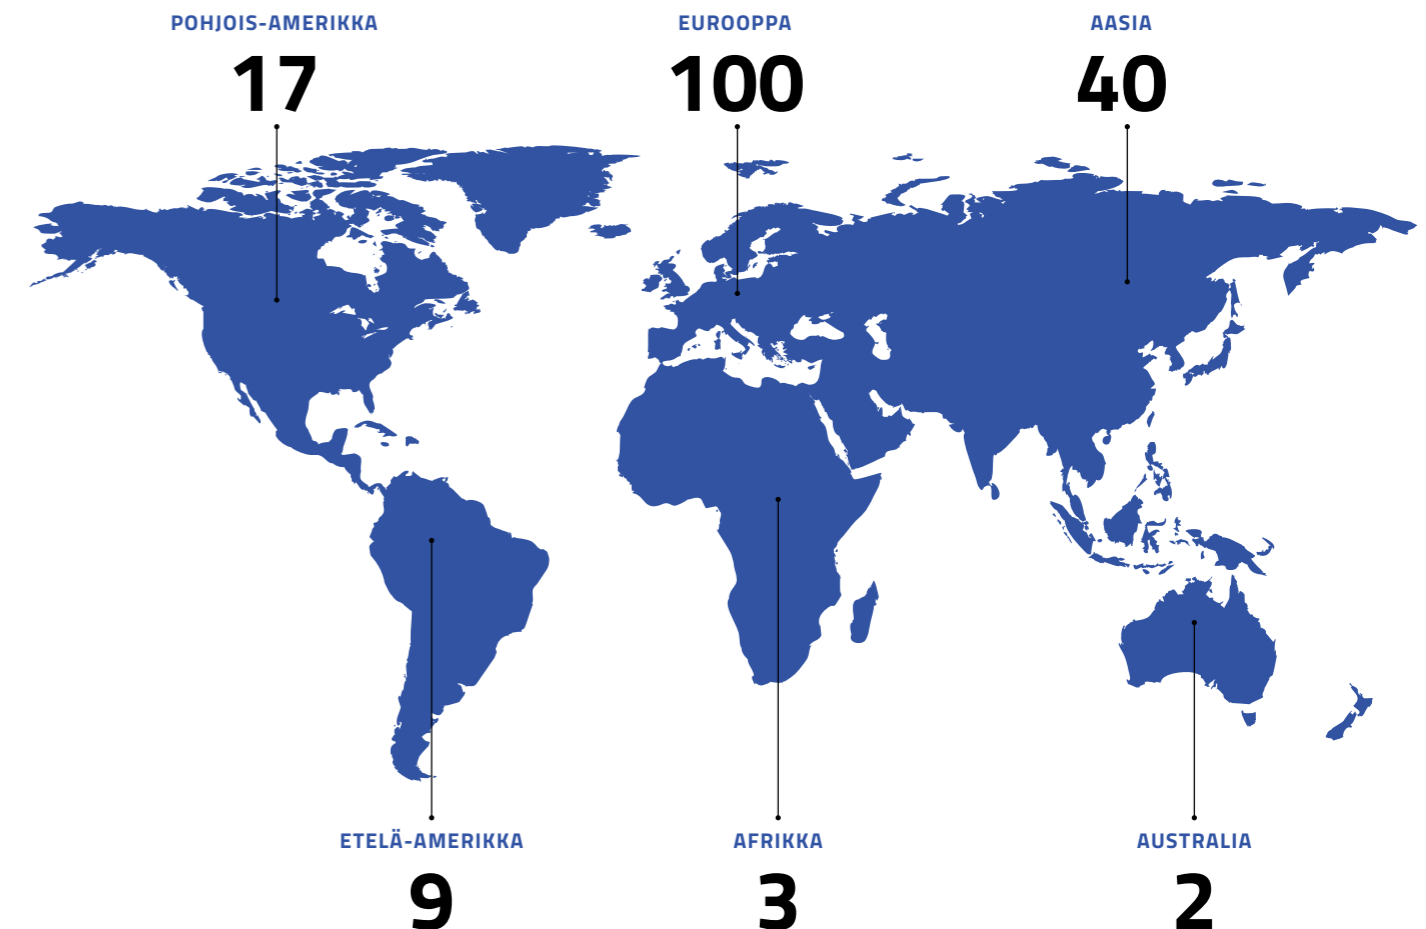 POHJOIS-AMERIKKA
17
EUROOPPA
100
AASIA
40
ETELÄ-AMERIKKA
9
AFRIKKA
3
AUSTRALIA
2